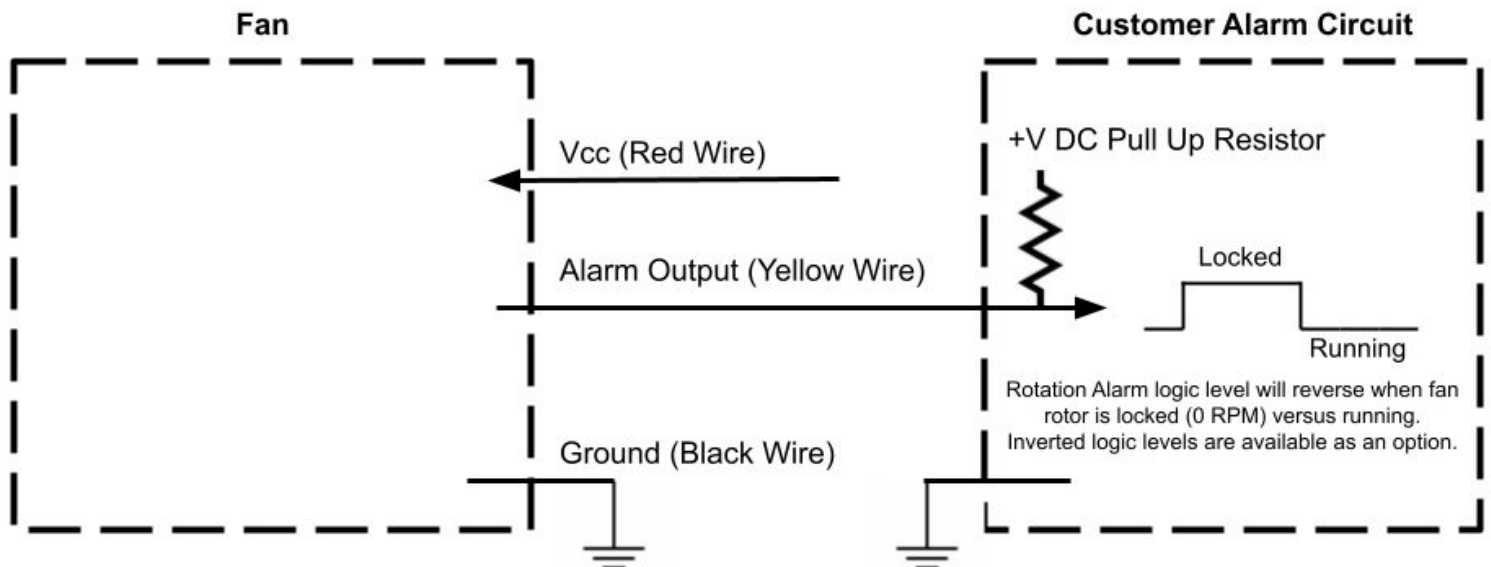 Fan
Customer Alarm Circuit
Vcc (Red Wire)
+V DC Pull Up Resistor
Alarm Output (Yellow Wire)
Locked
Running
Rotation Alarm logic level will reverse when fan
rotor is locked (0 RPM) versus running.
Inverted logic levels are available as an option.
Ground (Black Wire)